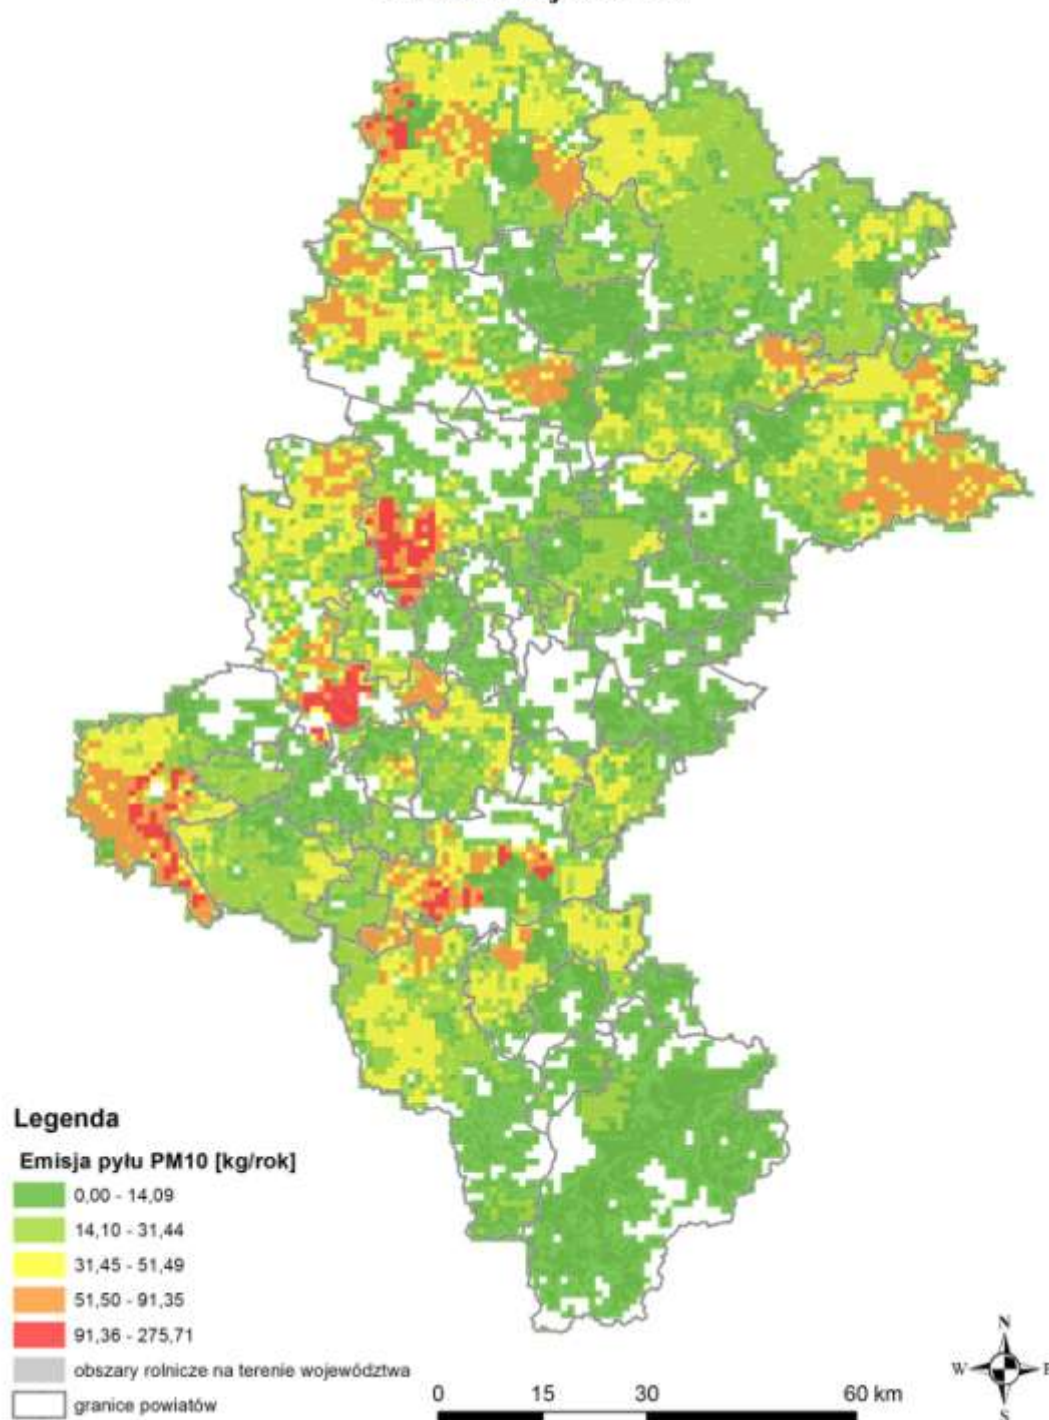 Legenda
Emisja pyłu PM10 [kg/rok]
0,00 - 14,09
14,10 - 31,44
31,45 - 51,49
51,50 - 91,35
91,36 - 275,71
obszary rolnicze na terenie województwa
granice powiatów
0 15 30 60 km
N
W E
S